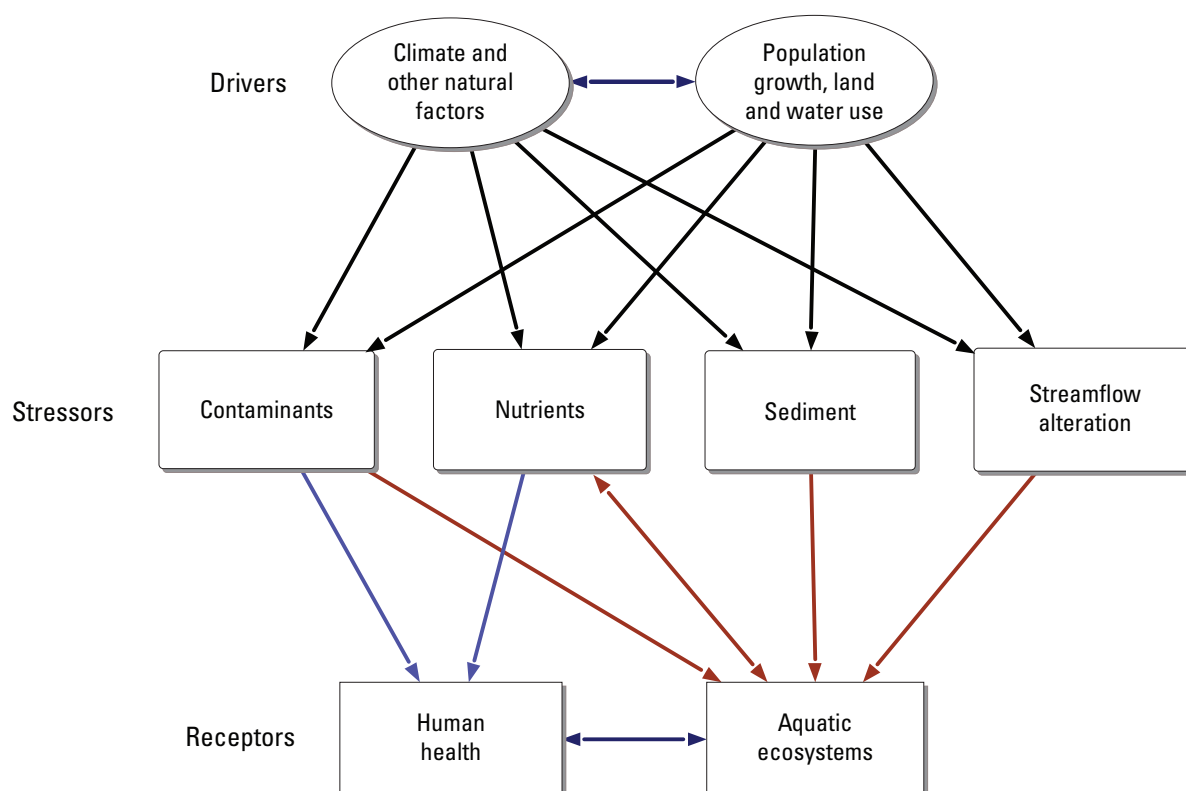 Drivers
Climate and
other natural
factors
Population
growth, land
and water use
Stressors
Contaminants
Nutrients
Sediment
Streamflow
alteration
Receptors
Human
health
Aquatic
ecosystems